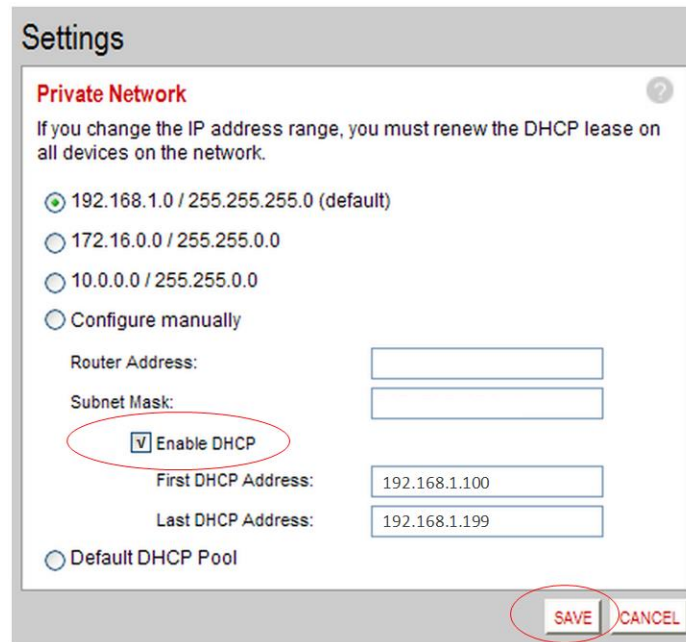 Settings
Private Network
?
If you change the IP address range, you must renew the DHCP lease on
all devices on the network.
192.168.1.0 / 255.255.255.0 (default)
172.16.0.0 / 255.255.0.0
10.0.0.0 / 255.255.0.0
Configure manually
Router Address:
Subnet Mask:
√ Enable DHCP
First DHCP Address: 192.168.1.100
Last DHCP Address: 192.168.1.199
Default DHCP Pool
SAVE CANCEL